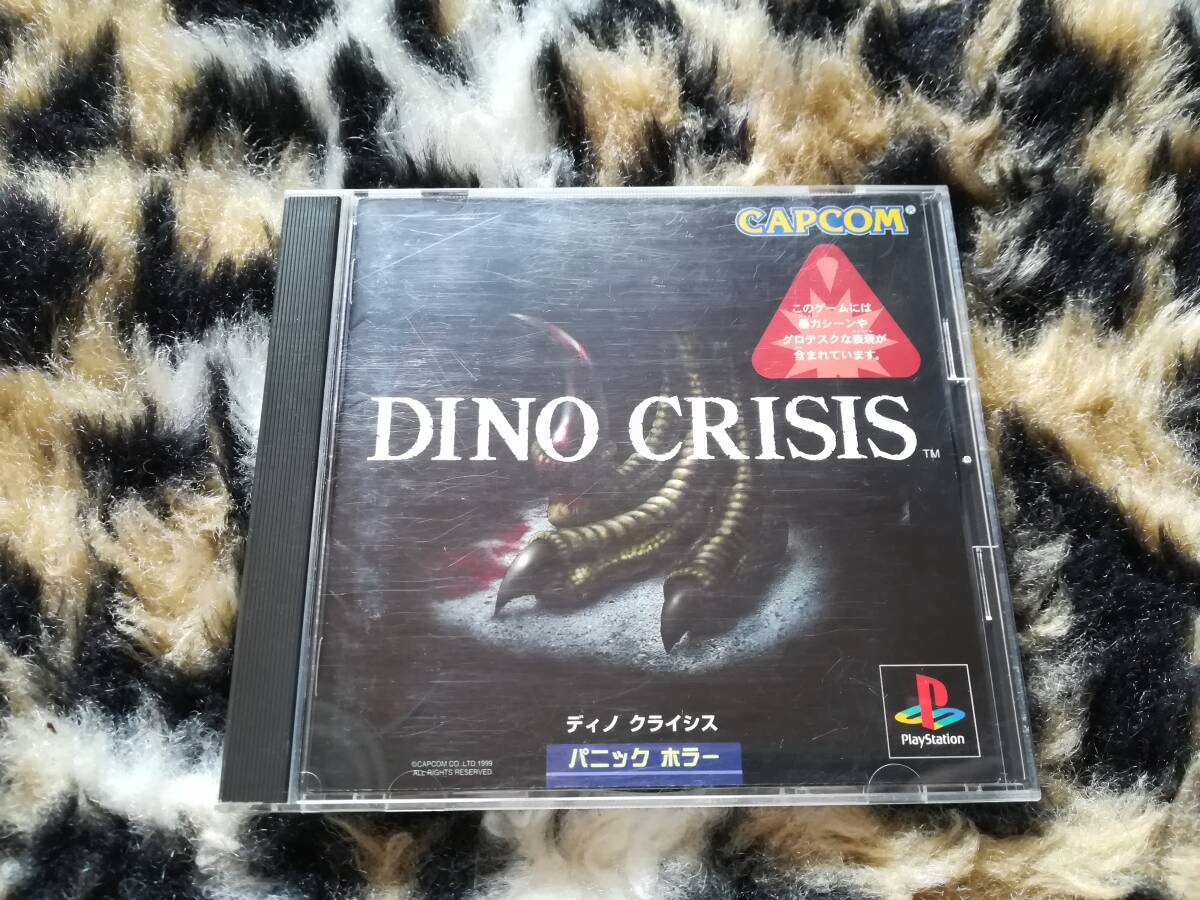 CAPCOM®
このゲームには
暴力シーンや
グロテスクな表現が
含まれています。
DINO CRISIS™
ディノ クライシス
パニック ホラー
©CAPCOM CO.,LTD 1999
ALL RIGHTS RESERVED
PlayStation